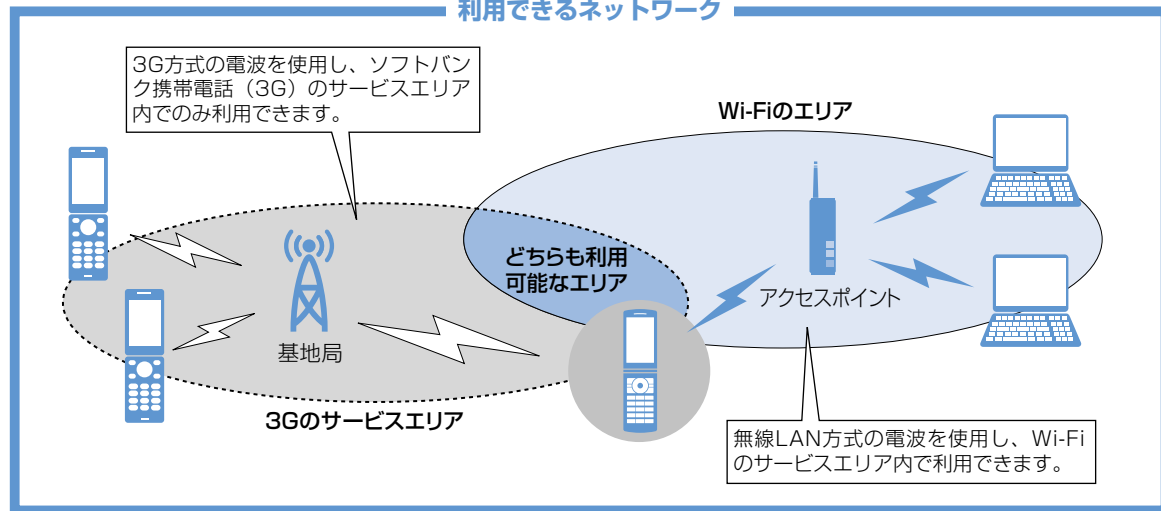 利用できるネットワーク
3G方式の電波を使用し、ソフトバン
ク携帯電話（3G）のサービスエリア
内でのみ利用できます。
Wi-Fiのエリア
どちらも利用
可能なエリア
アクセスポイント
基地局
3Gのサービスエリア
無線LAN方式の電波を使用し、Wi-Fi
のサービスエリア内で利用できます。